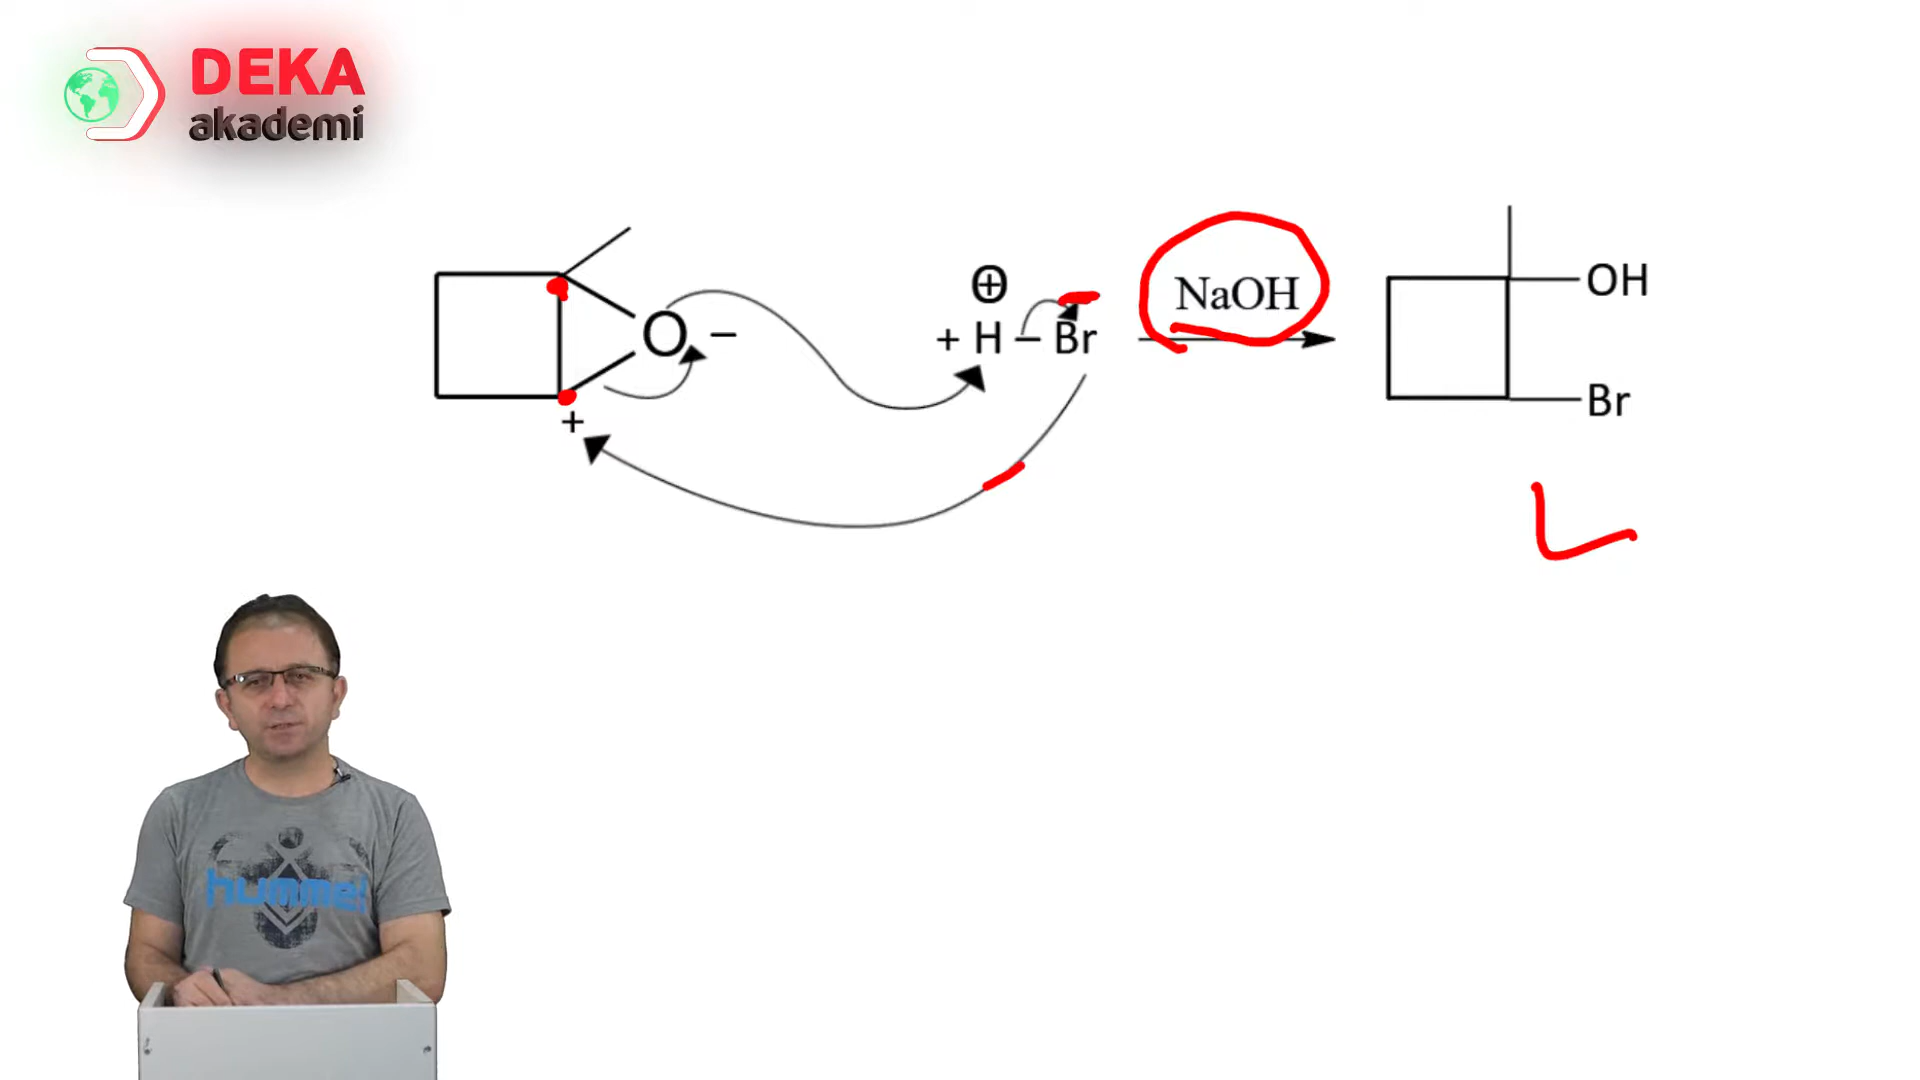 DEKA
akademi
NaOH
⊕
O –
+ H – Br
+
OH
Br
hummel